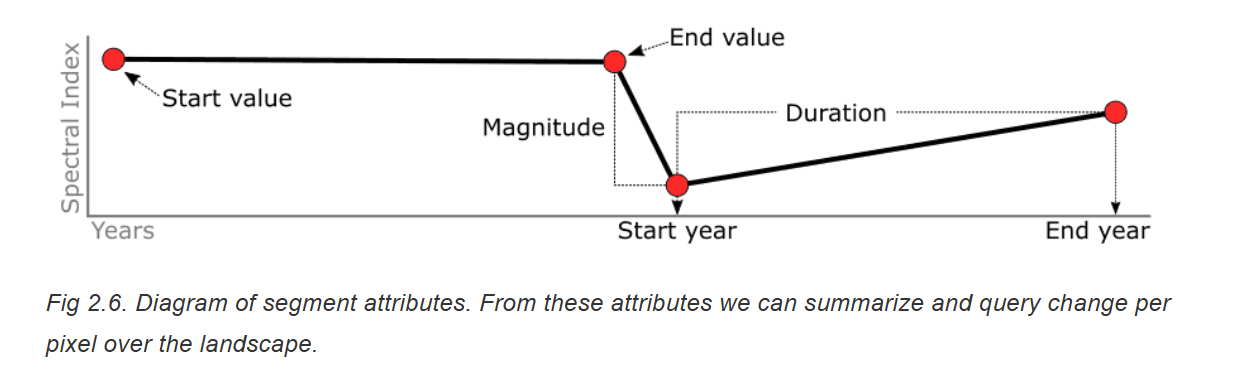 End value
Start value
Magnitude
Duration
Spectral Index
Years
Start year
End year
Fig 2.6. Diagram of segment attributes. From these attributes we can summarize and query change per
pixel over the landscape.